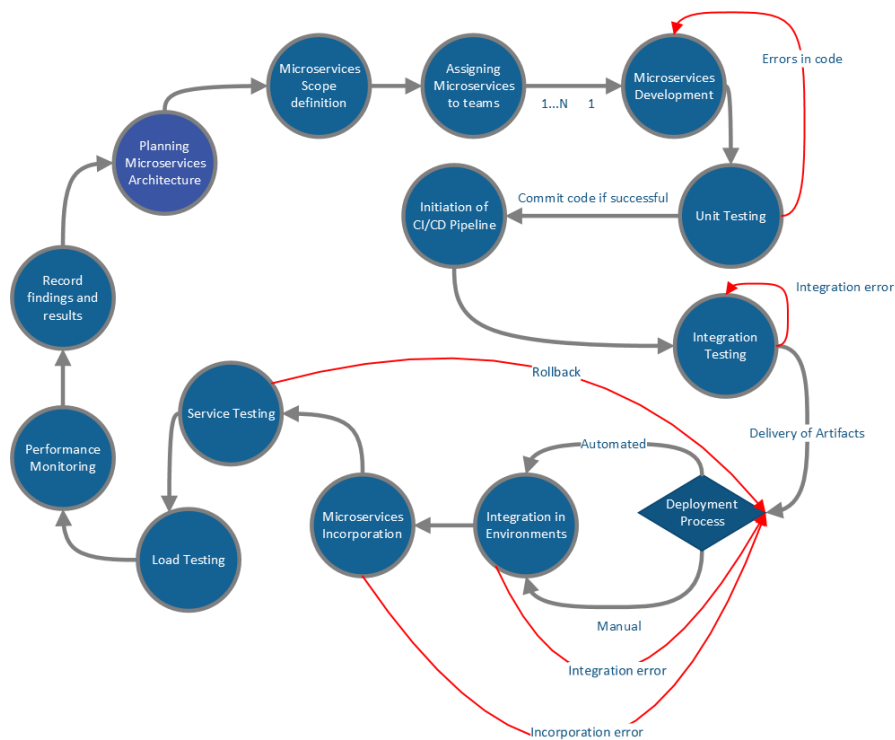 Microservices
Scope
definition
Assigning
Microservices
to teams
1...N 1
Microservices
Development
Errors in code
Planning
Microservices
Architecture
Initiation of
CI/CD Pipeline
Commit code if successful
Unit Testing
Record
findings and
results
Integration
Testing
Integration error
Rollback
Service Testing
Delivery of Artifacts
Performance
Monitoring
Automated
Deployment
Process
Microservices
Incorporation
Integration in
Environments
Load Testing
Manual
Integration error
Incorporation error